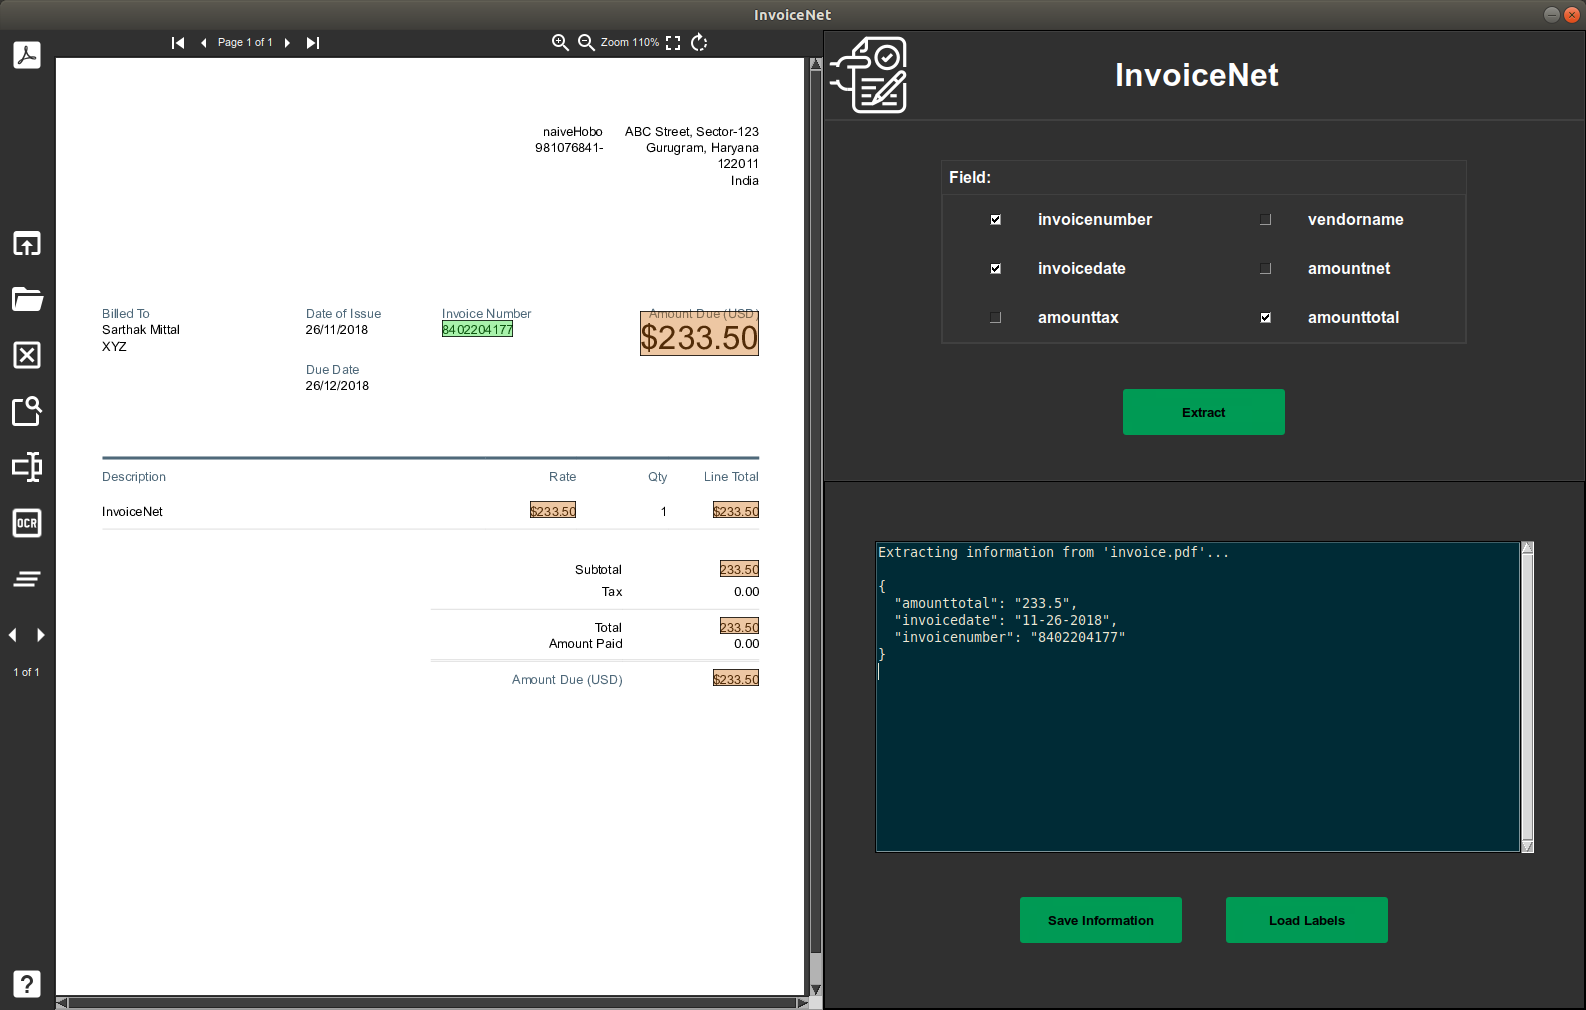 InvoiceNet
Page 1 of 1
Zoom 110%
naiveHobo ABC Street, Sector-123
981076841- Gurugram, Haryana
122011
India
Billed To Date of Issue Invoice Number Amount Due (USD)
Sarthak Mittal 26/11/2018 8402204177 $233.50
XYZ
Due Date
26/12/2018
Description Rate Qty Line Total
InvoiceNet $233.50 1 $233.50
Subtotal 233.50
Tax 0.00
Total 233.50
Amount Paid 0.00
Amount Due (USD) $233.50
OCR
1 of 1
?
InvoiceNet
Field:
invoicenumber vendorname
invoicedate amountnet
amounttax amounttotal
Extract
Extracting information from 'invoice.pdf'...
{
"amounttotal": "233.5",
"invoicedate": "11-26-2018",
"invoicenumber": "8402204177"
}
Save Information Load Labels